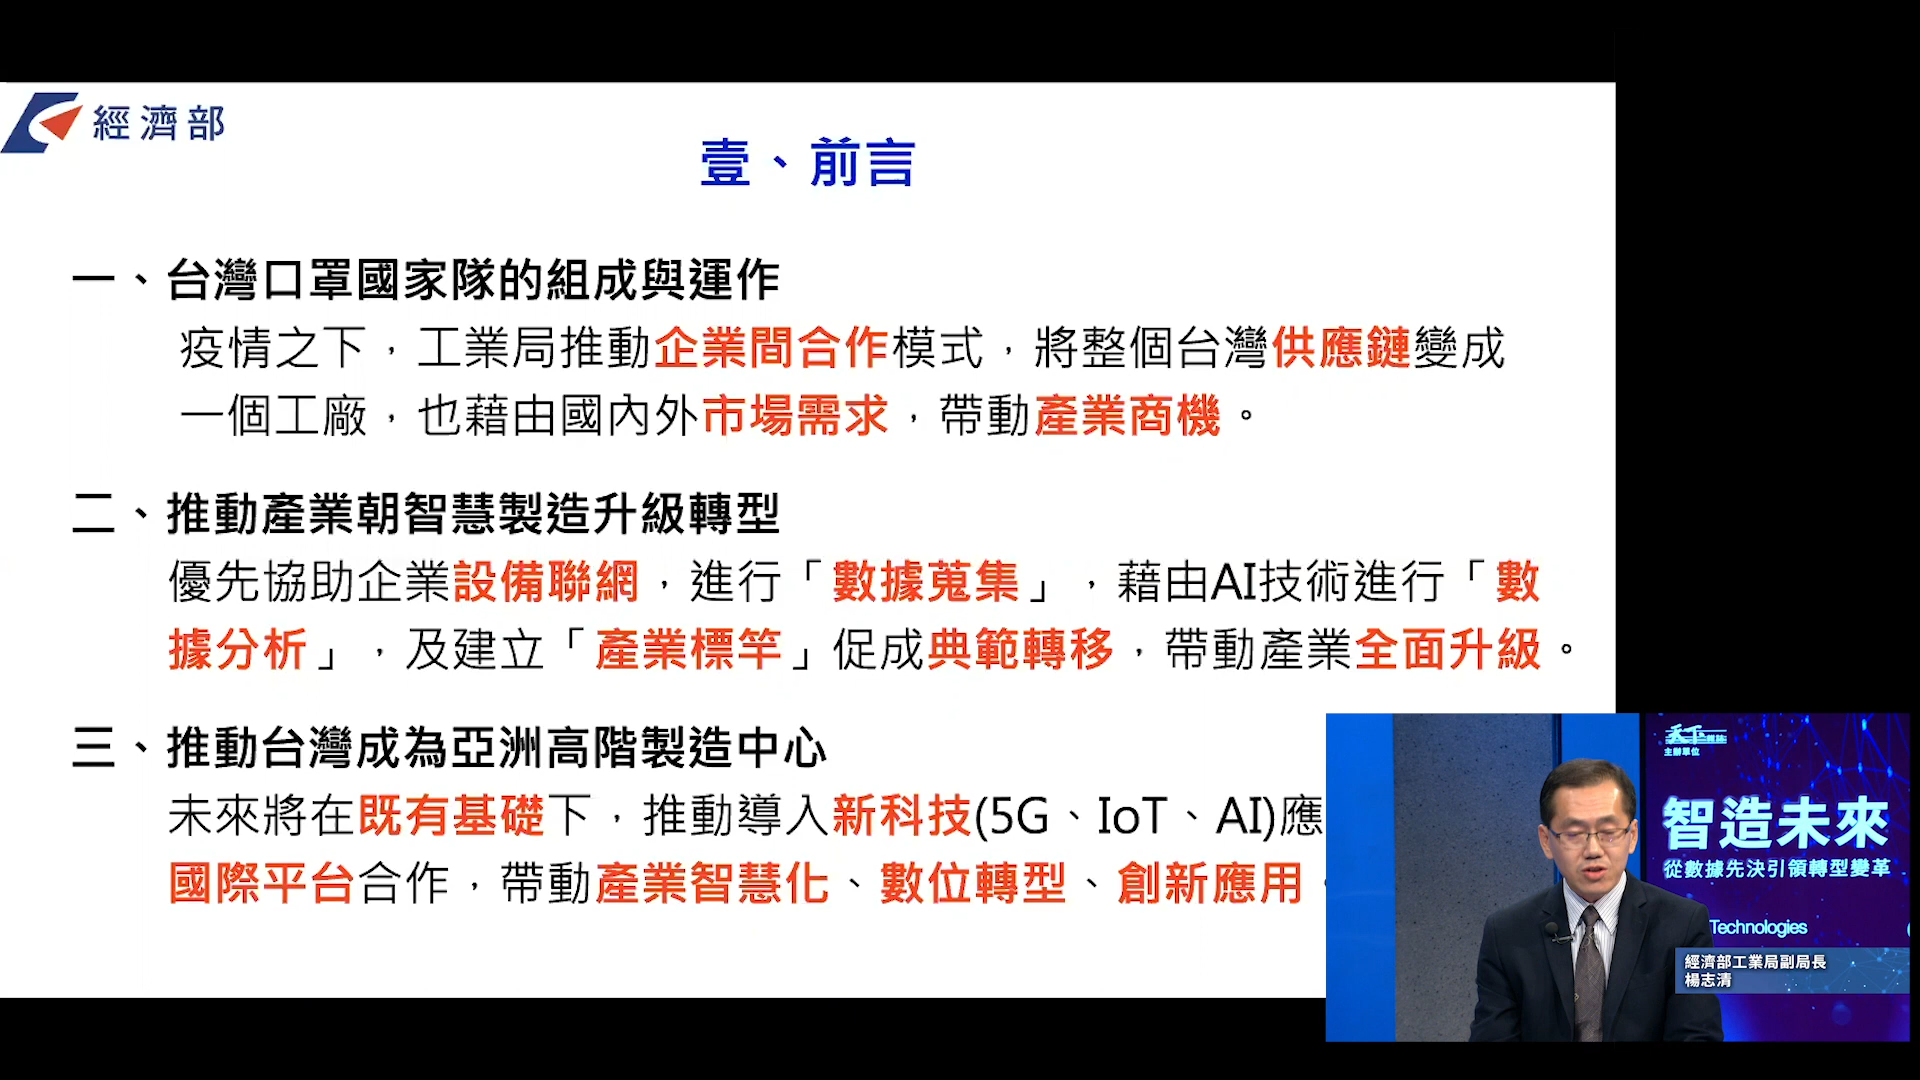 經濟部
壹、前言
一、台灣口罩國家隊的組成與運作
疫情之下，工業局推動企業間合作模式，將整個台灣供應鏈變成
一個工廠，也藉由國內外市場需求，帶動產業商機。
二、推動產業朝智慧製造升級轉型
優先協助企業設備聯網，進行「數據蒐集」，藉由AI技術進行「數
據分析」，及建立「產業標竿」促成典範轉移，帶動產業全面升級。
三、推動台灣成為亞洲高階製造中心
未來將在既有基礎下，推動導入新科技(5G、IoT、AI)應
國際平台合作，帶動產業智慧化、數位轉型、創新應用
天下雜誌
主辦單位
智造未來
從數據先決引領轉型變革
Technologies
經濟部工業局副局長
楊志清